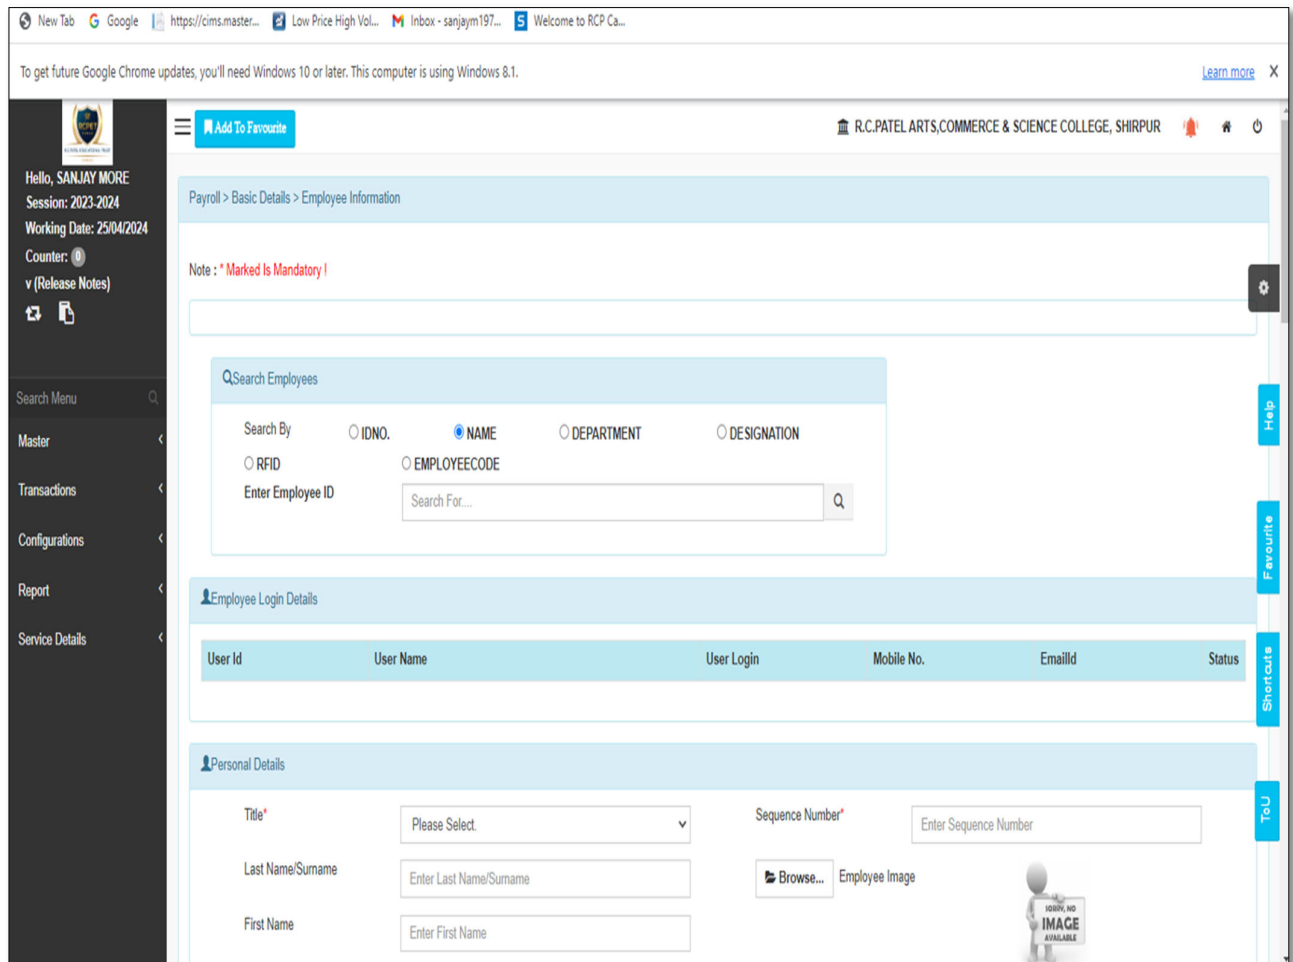 New Tab Google https://cims.master... Low Price High Vol... Inbox - sanjaym197... Welcome to RCP Ca...
To get future Google Chrome updates, you'll need Windows 10 or later. This computer is using Windows 8.1. Learn more X
RCPET
Add To Favourite R.C.PATEL ARTS,COMMERCE & SCIENCE COLLEGE, SHIRPUR
Hello, SANJAY MORE
Session: 2023-2024
Working Date: 25/04/2024
Counter: 0
v (Release Notes)
Search Menu
Master
Transactions
Configurations
Report
Service Details
Payroll > Basic Details > Employee Information
Note : * Marked Is Mandatory !
Search Employees
Search By IDNO. NAME DEPARTMENT DESIGNATION
RFID EMPLOYEECODE
Enter Employee ID Search For....
Employee Login Details
User Id User Name User Login Mobile No. EmailId Status
Personal Details
Title* Please Select. Sequence Number* Enter Sequence Number
Last Name/Surname Enter Last Name/Surname Browse... Employee Image
First Name Enter First Name
SORRY, NO
IMAGE
AVAILABLE
Help
Favourite
Shortcuts
ToU